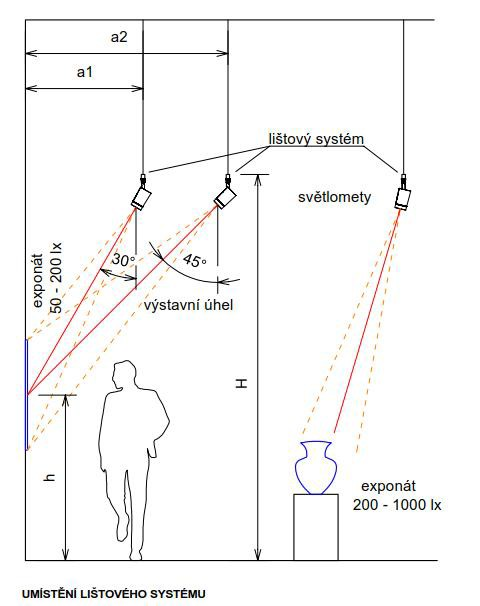 a2
a1
lištový systém
světlomety
exponát
50 - 200 lx
30°
45°
výstavní úhel
H
h
exponát
200 - 1000 lx
UMÍSTĚNÍ LIŠTOVÉHO SYSTÉMU